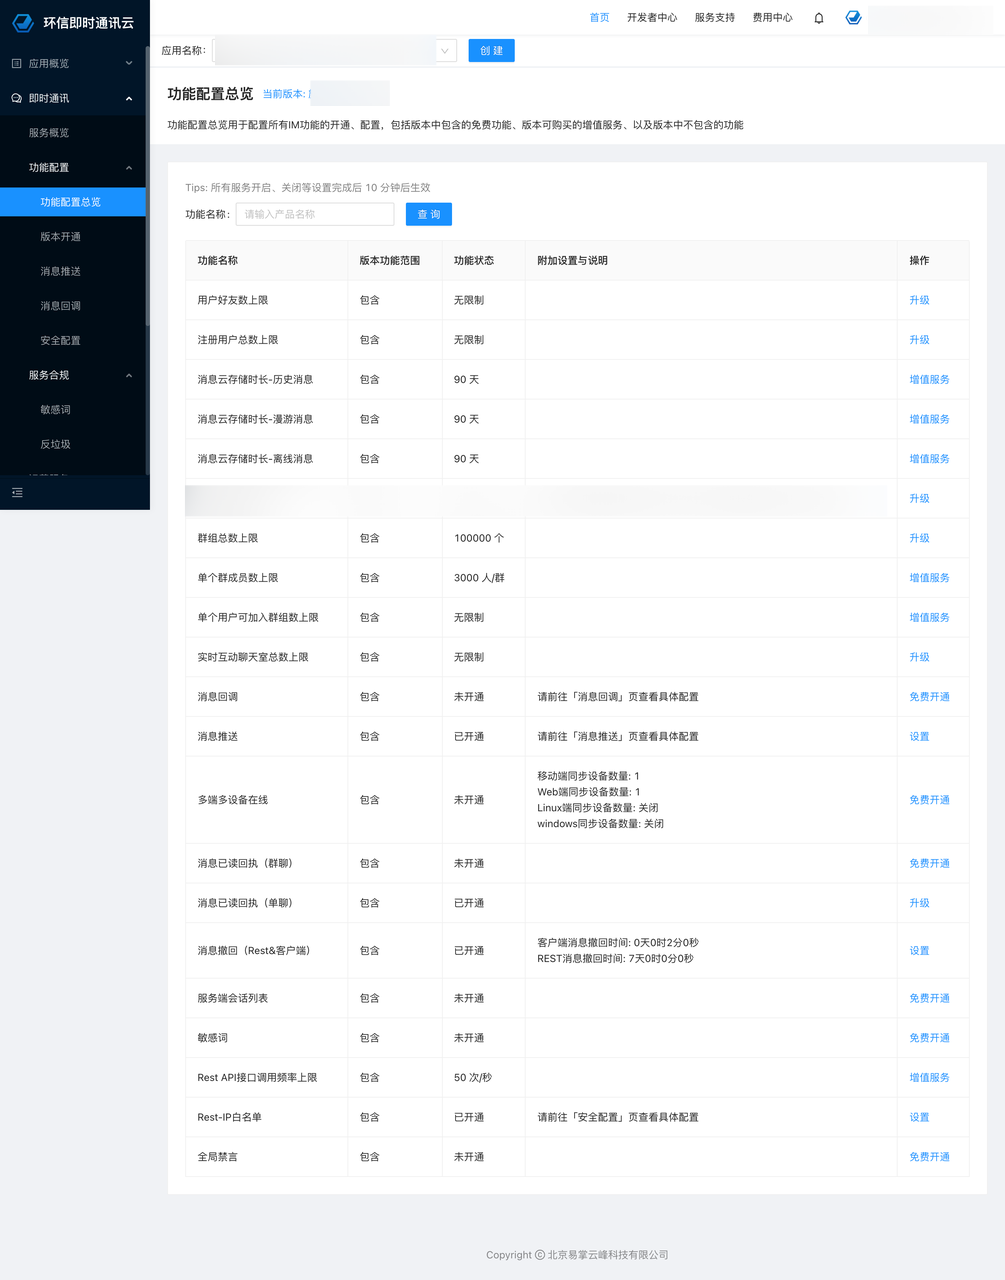 环信即时通讯云
首页 开发者中心 服务支持 费用中心
应用名称: 创 建
应用概览
即时通讯
服务概览
功能配置
功能配置总览
版本开通
消息推送
消息回调
安全配置
服务合规
敏感词
反垃圾
功能配置总览 当前版本:
功能配置总览用于配置所有IM功能的开通、配置，包括版本中包含的免费功能、版本可购买的增值服务、以及版本中不包含的功能
Tips: 所有服务开启、关闭等设置完成后 10 分钟后生效
功能名称: 请输入产品名称 查 询
功能名称 版本功能范围 功能状态 附加设置与说明 操作
用户好友数上限 包含 无限制 升级
注册用户总数上限 包含 无限制 升级
消息云存储时长-历史消息 包含 90 天 增值服务
消息云存储时长-漫游消息 包含 90 天 增值服务
消息云存储时长-离线消息 包含 90 天 增值服务
升级
群组总数上限 包含 100000 个 升级
单个群成员数上限 包含 3000 人/群 增值服务
单个用户可加入群组数上限 包含 无限制 增值服务
实时互动聊天室总数上限 包含 无限制 升级
消息回调 包含 未开通 请前往「消息回调」页查看具体配置 免费开通
消息推送 包含 已开通 请前往「消息推送」页查看具体配置 设置
多端多设备在线 包含 未开通 移动端同步设备数量: 1 免费开通
Web端同步设备数量: 1
Linux端同步设备数量: 关闭
windows同步设备数量: 关闭
消息已读回执（群聊） 包含 未开通 免费开通
消息已读回执（单聊） 包含 已开通 升级
消息撤回（Rest&客户端） 包含 已开通 客户端消息撤回时间: 0天0时2分0秒 设置
REST消息撤回时间: 7天0时0分0秒
服务端会话列表 包含 未开通 免费开通
敏感词 包含 未开通 免费开通
Rest API接口调用频率上限 包含 50 次/秒 增值服务
Rest-IP白名单 包含 已开通 请前往「安全配置」页查看具体配置 设置
全局禁言 包含 未开通 免费开通
Copyright © 北京易掌云峰科技有限公司